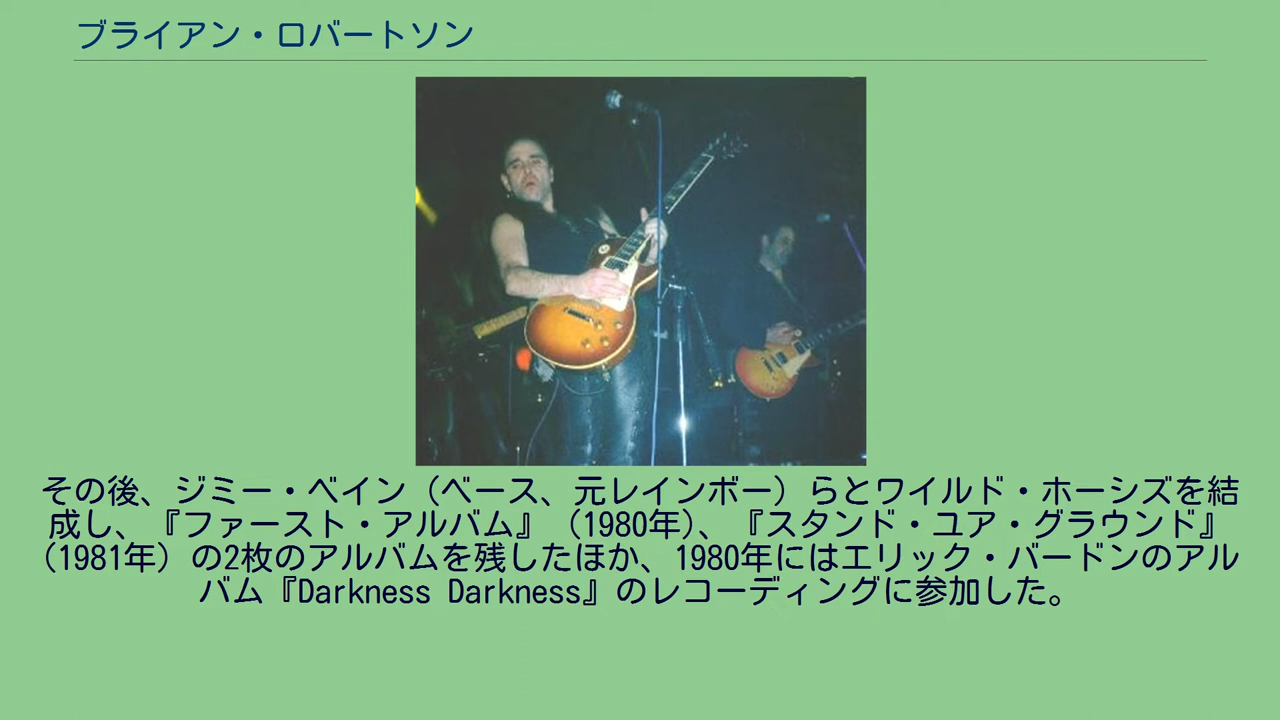 ブライアン・ロバートソン
その後、ジミー・ベイン（ベース、元レインボー）らとワイルド・ホーシズを結
成し、『ファースト・アルバム』（1980年）、『スタンド・ユア・グラウンド』
（1981年）の2枚のアルバムを残したほか、1980年にはエリック・バードンのアル
バム『Darkness Darkness』のレコーディングに参加した。